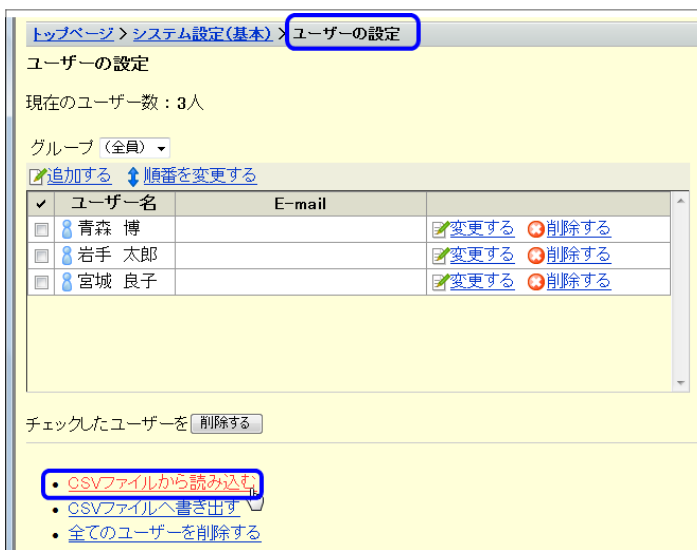 トップページ > システム設定(基本) > ユーザーの設定
ユーザーの設定
現在のユーザー数：3人
グループ (全員)
追加する 順番を変更する
ユーザー名 E-mail
青森 博 変更する 削除する
岩手 太郎 変更する 削除する
宮城 良子 変更する 削除する
チェックしたユーザーを 削除する
• CSVファイルから読み込む
• CSVファイルへ書き出す
• 全てのユーザーを削除する